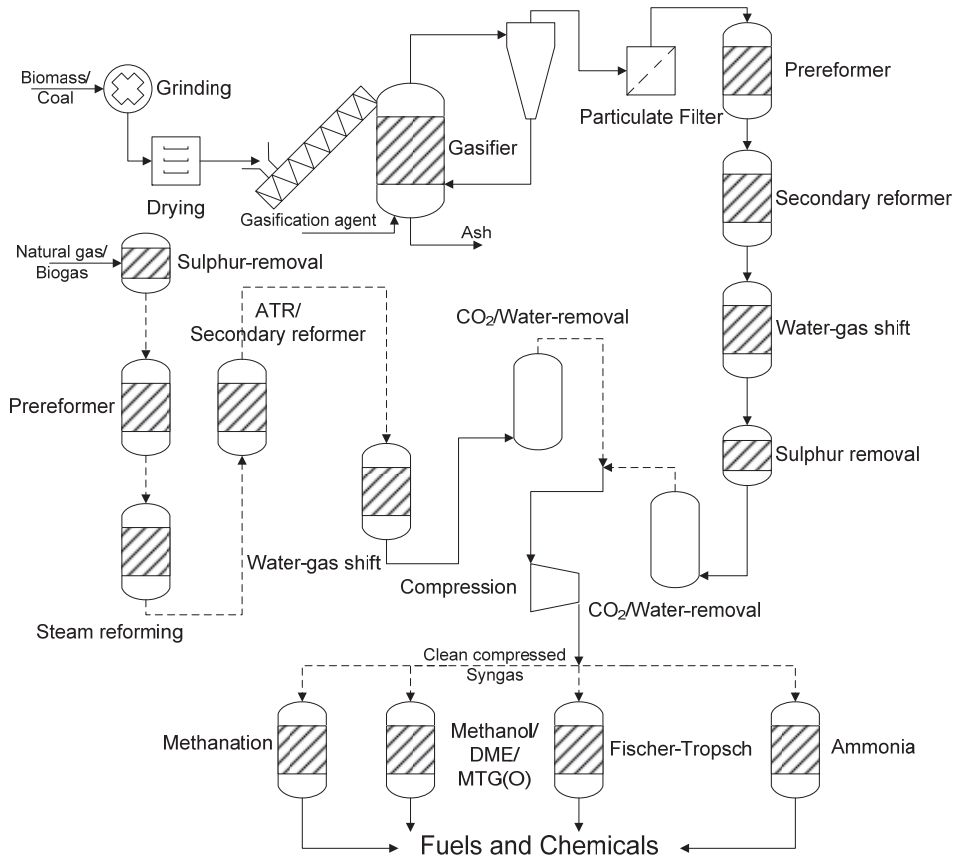 Biomass/
Coal
Grinding
Drying
Gasification agent
Gasifier
Ash
Particulate Filter
Prereformer
Secondary reformer
Water-gas shift
Sulphur removal
CO₂/Water-removal
Natural gas/
Biogas
Sulphur-removal
Prereformer
Steam reforming
ATR/
Secondary reformer
Water-gas shift
CO₂/Water-removal
Compression
Clean compressed
Syngas
Methanation
Methanol/
DME/
MTG(O)
Fischer-Tropsch
Ammonia
Fuels and Chemicals